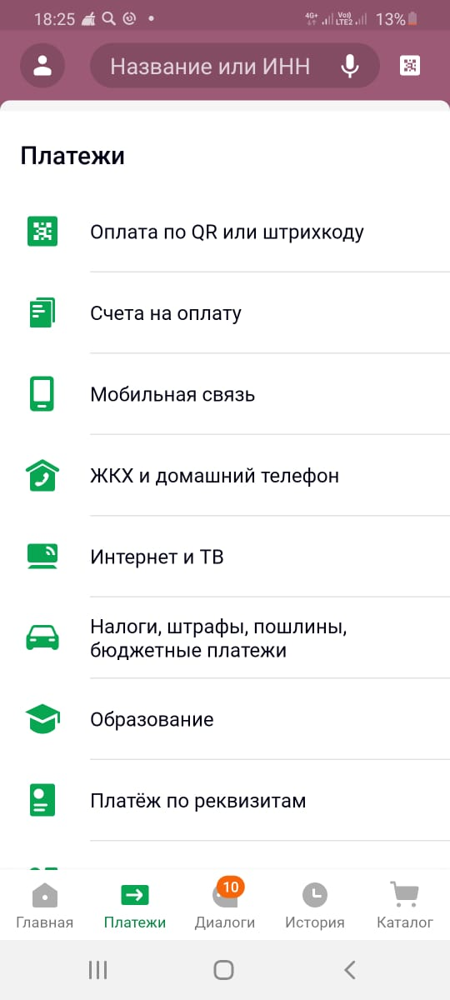 18:25
4G+
Vo))
LTE2
13%
Название или ИНН
Платежи
Оплата по QR или штрихкоду
Счета на оплату
Мобильная связь
ЖКХ и домашний телефон
Интернет и ТВ
Налоги, штрафы, пошлины,
бюджетные платежи
Образование
Платёж по реквизитам
10
Главная Платежи Диалоги История Каталог